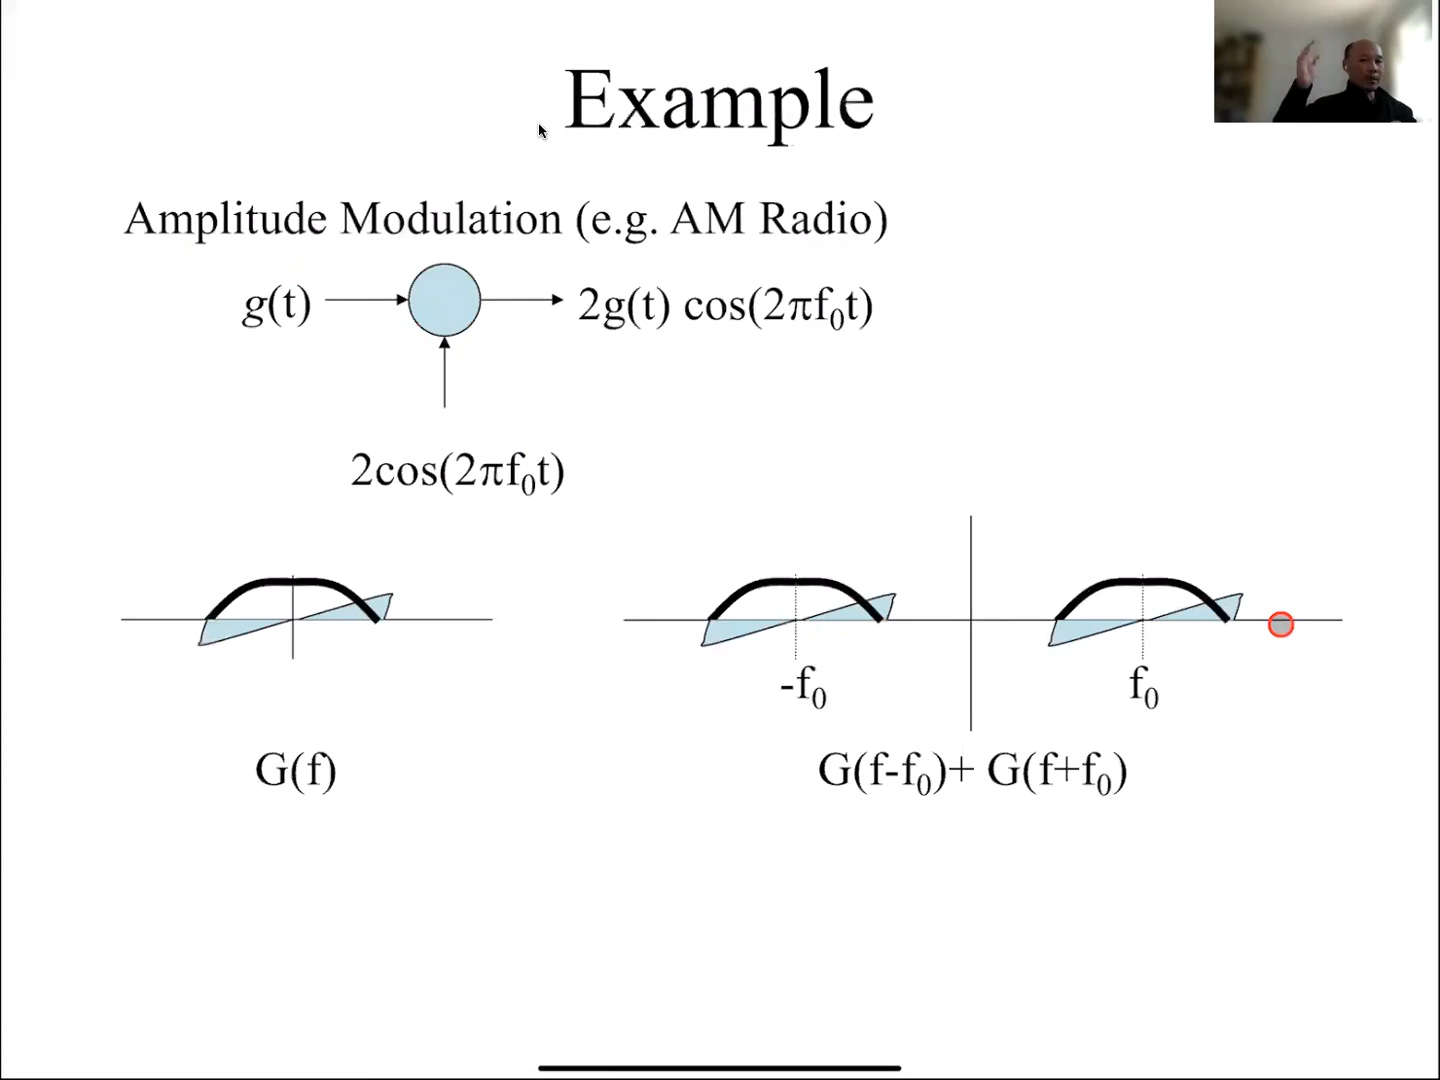 Example
Amplitude Modulation (e.g. AM Radio)
g(t)
2g(t) cos(2πf₀t)
2cos(2πf₀t)
-f₀
f₀
G(f)
G(f-f₀)+ G(f+f₀)